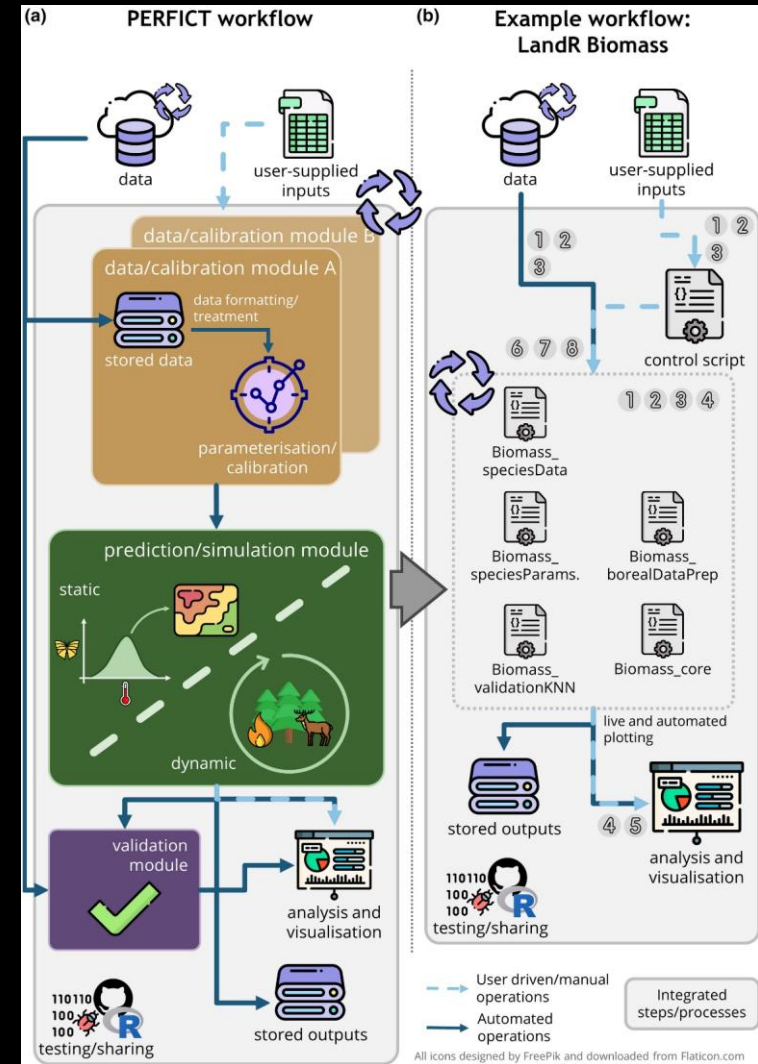 (a)
PERFICT workflow
data
user-supplied
inputs
data/calibration module B
data/calibration module A
data formatting/
treatment
stored data
parameterisation/
calibration
prediction/simulation module
static
dynamic
validation
module
analysis and
visualisation
110110
100
100
R
testing/sharing
stored outputs
(b)
Example workflow:
LandR Biomass
data
user-supplied
inputs
1 2
3
1 2
3
{}
control script
6 7 8
1 2 3 4
{}
Biomass_
speciesData
{}
Biomass_
speciesParams.
{}
Biomass_
borealDataPrep
{}
Biomass_
validationKNN
{}
Biomass_core
live and automated
plotting
stored outputs
4 5
analysis and
visualisation
110110
100
100
R
testing/sharing
User driven/manual
operations
Automated
operations
Integrated
steps/processes
All icons designed by FreePik and downloaded from Flaticon.com